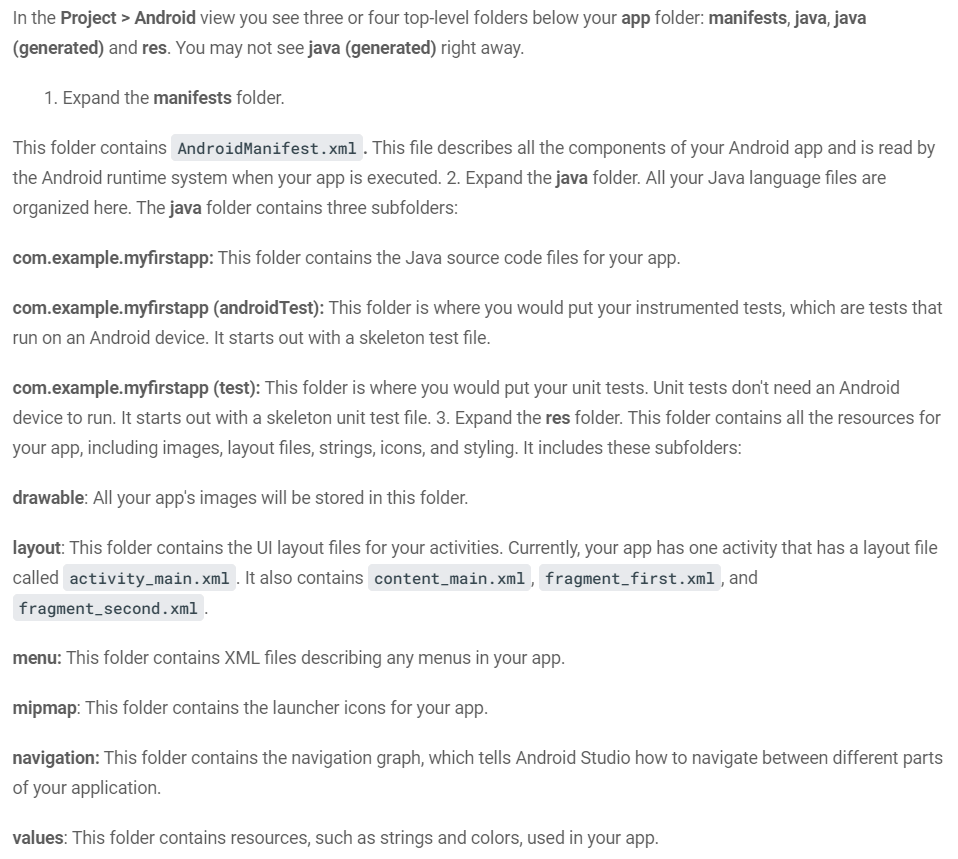 In the Project > Android view you see three or four top-level folders below your app folder: manifests, java, java
(generated) and res. You may not see java (generated) right away.
1. Expand the manifests folder.
This folder contains AndroidManifest.xml . This file describes all the components of your Android app and is read by
the Android runtime system when your app is executed. 2. Expand the java folder. All your Java language files are
organized here. The java folder contains three subfolders:
com.example.myfirstapp: This folder contains the Java source code files for your app.
com.example.myfirstapp (androidTest): This folder is where you would put your instrumented tests, which are tests that
run on an Android device. It starts out with a skeleton test file.
com.example.myfirstapp (test): This folder is where you would put your unit tests. Unit tests don't need an Android
device to run. It starts out with a skeleton unit test file. 3. Expand the res folder. This folder contains all the resources for
your app, including images, layout files, strings, icons, and styling. It includes these subfolders:
drawable: All your app's images will be stored in this folder.
layout: This folder contains the UI layout files for your activities. Currently, your app has one activity that has a layout file
called activity_main.xml . It also contains content_main.xml , fragment_first.xml , and
fragment_second.xml .
menu: This folder contains XML files describing any menus in your app.
mipmap: This folder contains the launcher icons for your app.
navigation: This folder contains the navigation graph, which tells Android Studio how to navigate between different parts
of your application.
values: This folder contains resources, such as strings and colors, used in your app.